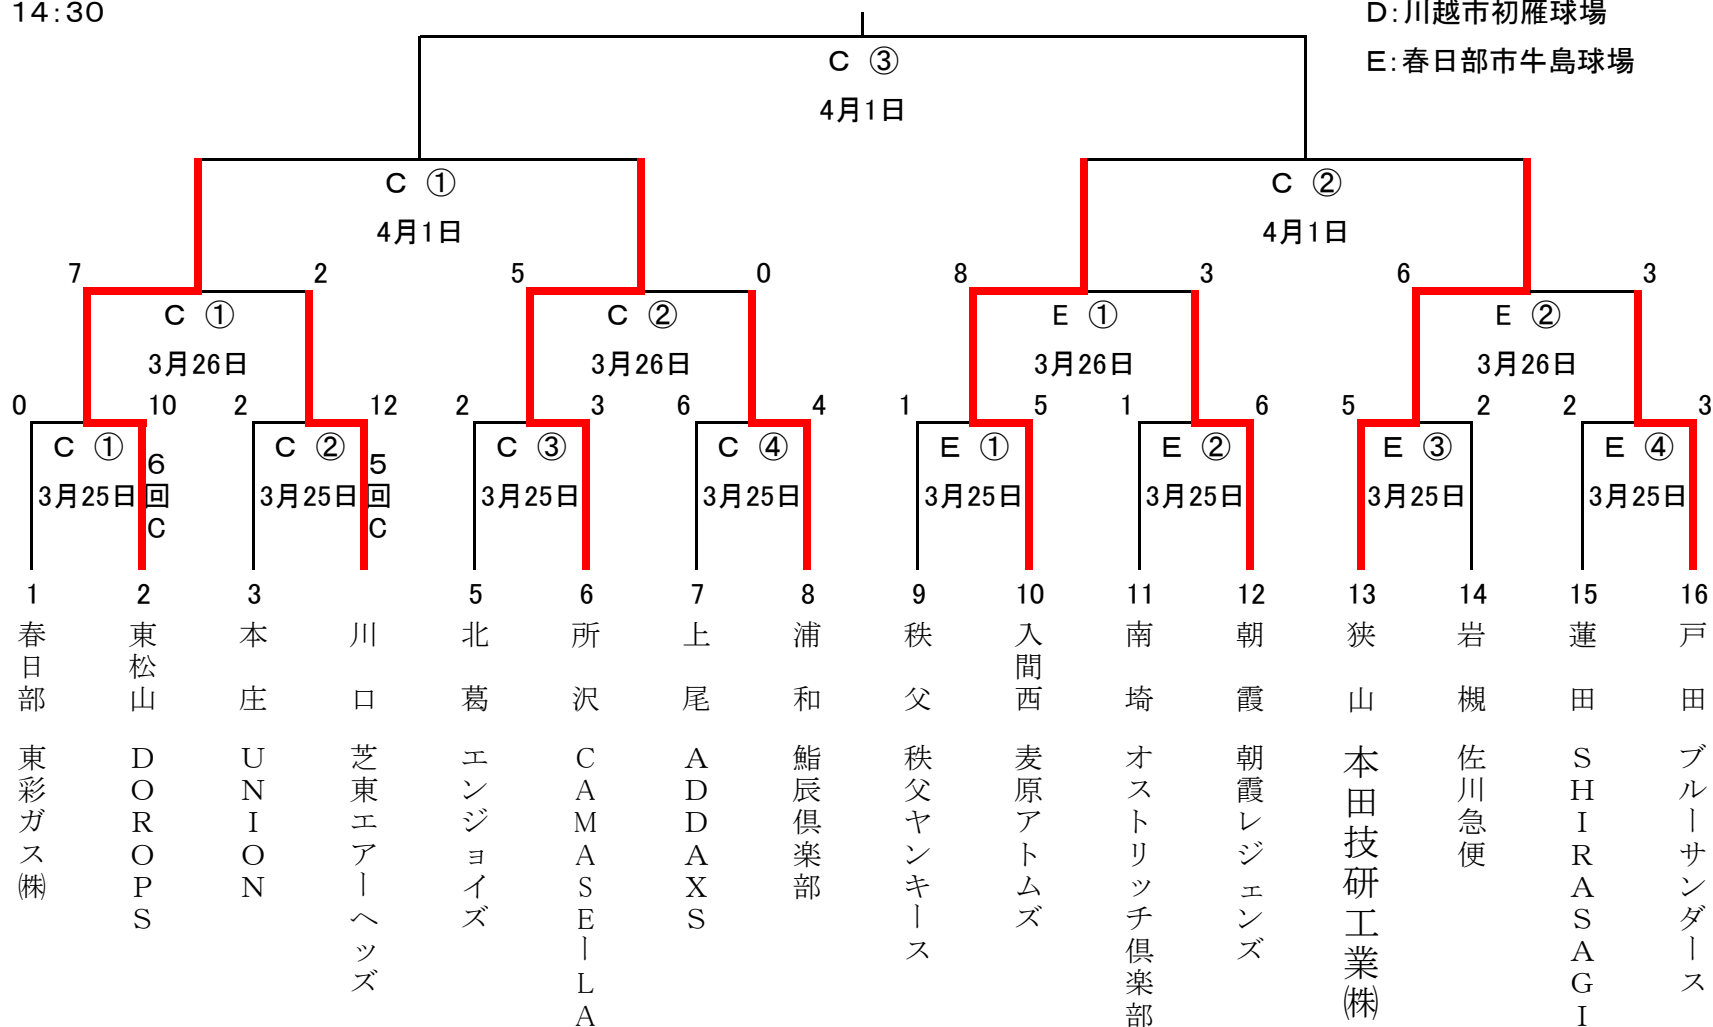 14:30
D:川越市初雁球場
C ③
E:春日部市牛島球場
4月1日
C ①
C ②
4月1日
4月1日
7 2 5 0 8 3 6 3
C ① C ② E ① E ②
3月26日 3月26日 3月26日 3月26日
0 10 2 12 2 3 6 4 1 5 1 6 5 2 2 3
C ① C ② C ③ C ④ E ① E ② E ③ E ④
3月25日 3月25日 3月25日 3月25日 3月25日 3月25日 3月25日 3月25日
6回C
5回C
1 2 3 5 6 7 8 9 10 11 12 13 14 15 16
春日部 東彩ガス㈱
東松山 DOROPS
本庄 UNION
川口 芝東エアーヘッズ
北葛 エンジョイズ
所沢 CAMASEーLA
上尾 ADDAXS
浦和 鮨辰倶楽部
秩父 秩父ヤンキース
入間西 麦原アトムズ
南埼 オストリッチ倶楽部
朝霞 朝霞レジェンズ
狭山 本田技研工業㈱
岩槻 佐川急便
蓮田 SHIRASAGI
戸田 ブルーサンダース